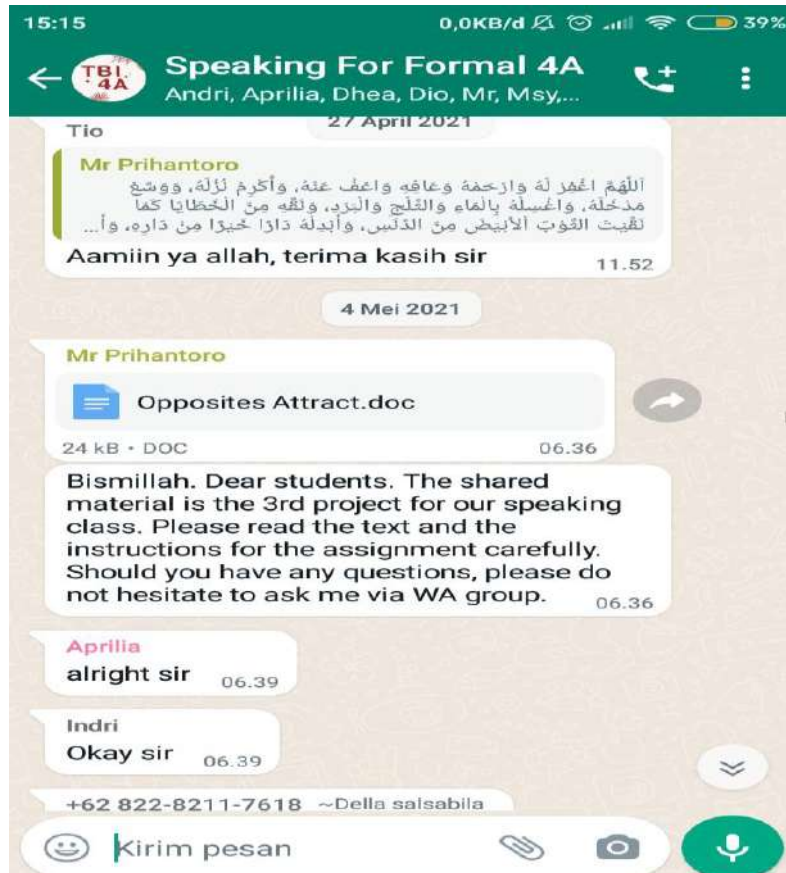 15:15 0,0KB/d 39%
TBI. 4A
Speaking For Formal 4A
Andri, Aprilia, Dhea, Dio, Mr, Msy,...
27 April 2021
Tio
Mr Prihantoro
اَللَّهُمَّ اغْفِرْ لَهُ وَارْحَمْهُ وَعَافِهِ وَاعْفُ عَنْهُ، وَأَكْرِمْ نُزُلَهُ، وَوَسِّعْ
مَدْخَلَهُ، وَاغْسِلْهُ بِالْمَاءِ وَالثَّلْجِ وَالْبَرَدِ، وَنَقِّهِ مِنَ الْخَطَايَا كَمَا
نَقَّيْتَ الثَّوْبَ الْأَبْيَضَ مِنَ الدَّنَسِ، وَأَبْدِلْهُ دَارًا خَيْرًا مِنْ دَارِهِ، وَأَ...
Aamiin ya allah, terima kasih sir 11.52
4 Mei 2021
Mr Prihantoro
Opposites Attract.doc
24 kB • DOC 06.36
Bismillah. Dear students. The shared
material is the 3rd project for our speaking
class. Please read the text and the
instructions for the assignment carefully.
Should you have any questions, please do
not hesitate to ask me via WA group. 06.36
Aprilia
alright sir 06.39
Indri
Okay sir 06.39
+62 822-8211-7618 ~Della salsabila
Kirim pesan